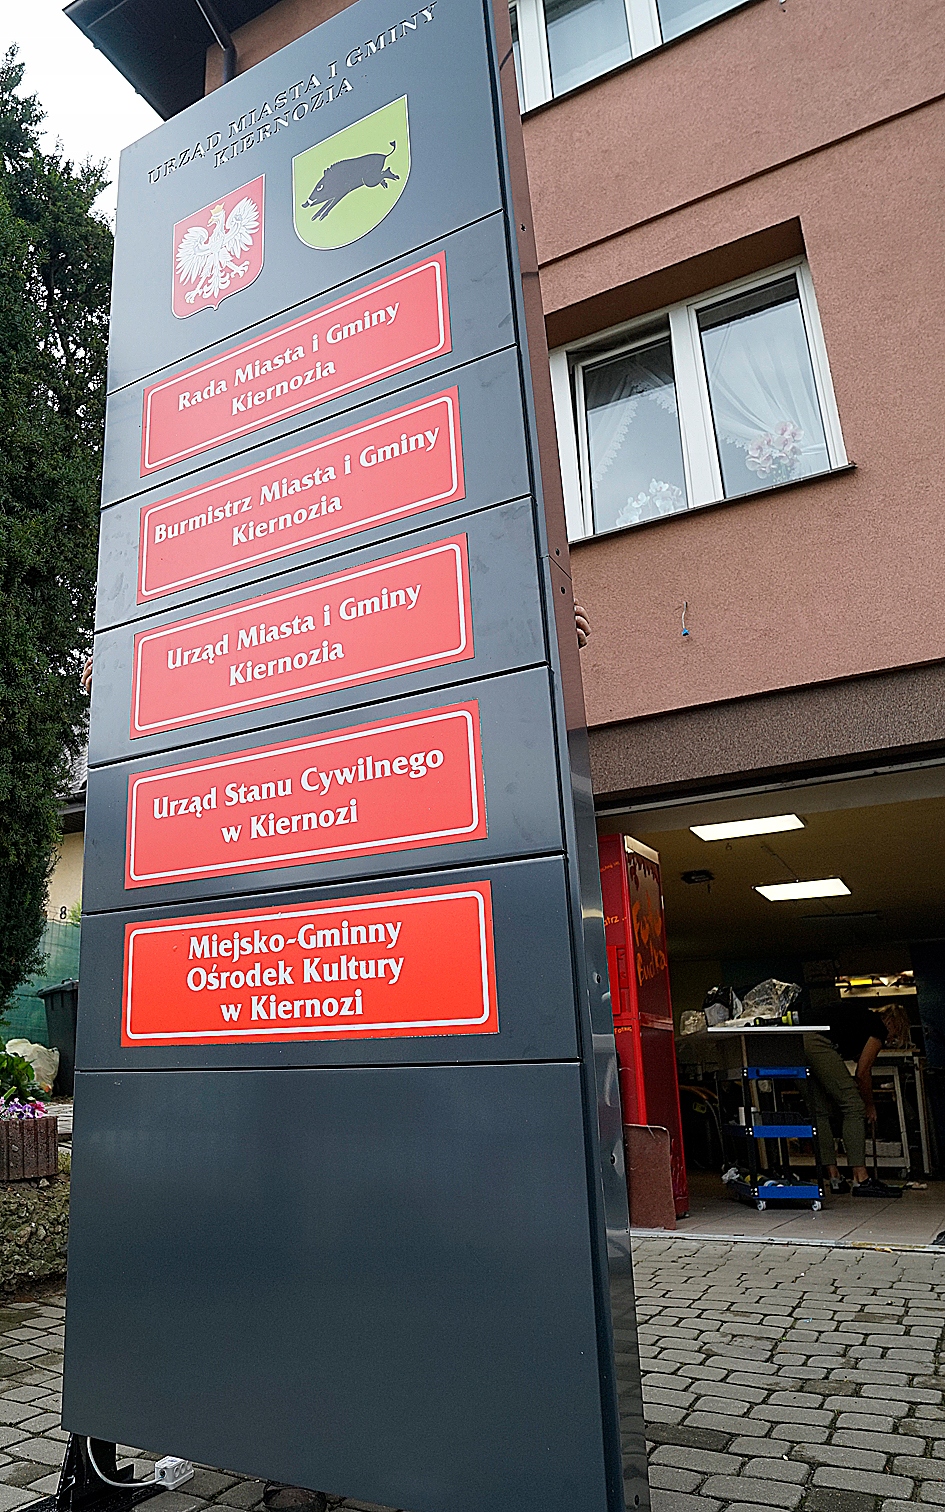 URZĄD MIASTA I GMINY
KIERNOZIA
Rada Miasta i Gminy
Kiernozia
Burmistrz Miasta i Gminy
Kiernozia
Urząd Miasta i Gminy
Kiernozia
Urząd Stanu Cywilnego
w Kiernozi
Miejsko-Gminny
Ośrodek Kultury
w Kiernozi
8